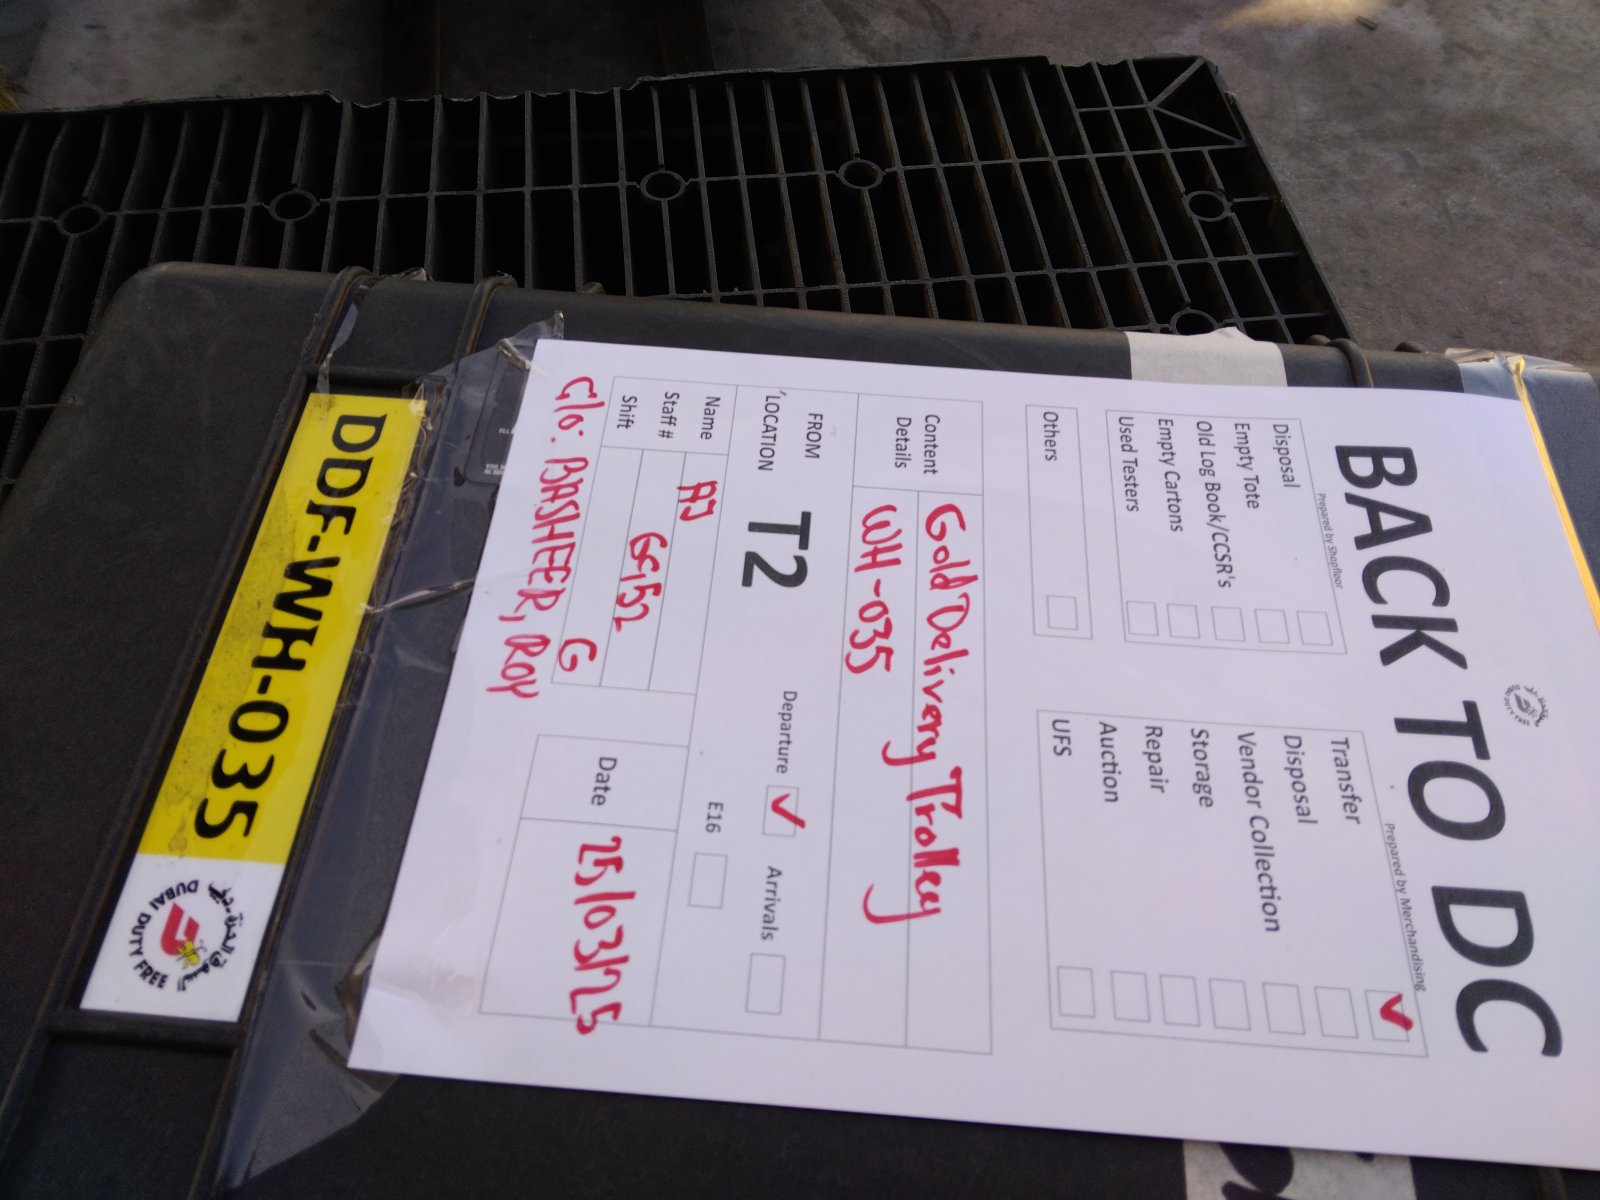 BACK TO DC
Prepared by Shopfloor
Disposal
Empty Tote
Old Log Book/CCSR's
Empty Cartons
Used Testers
Others
Prepared by Merchandising
Transfer
Disposal
Vendor Collection
Storage
Repair
Auction
UFS
Content Details
Gold Delivery Trolley
WH-035
FROM
'LOCATION
T2
Departure
Arrivals
E16
Name AJ
Staff #
Shift G
Date 25/03/25
C/o: BASHEER, ROY
DDF-WH-035
DUBAI DUTY FREE